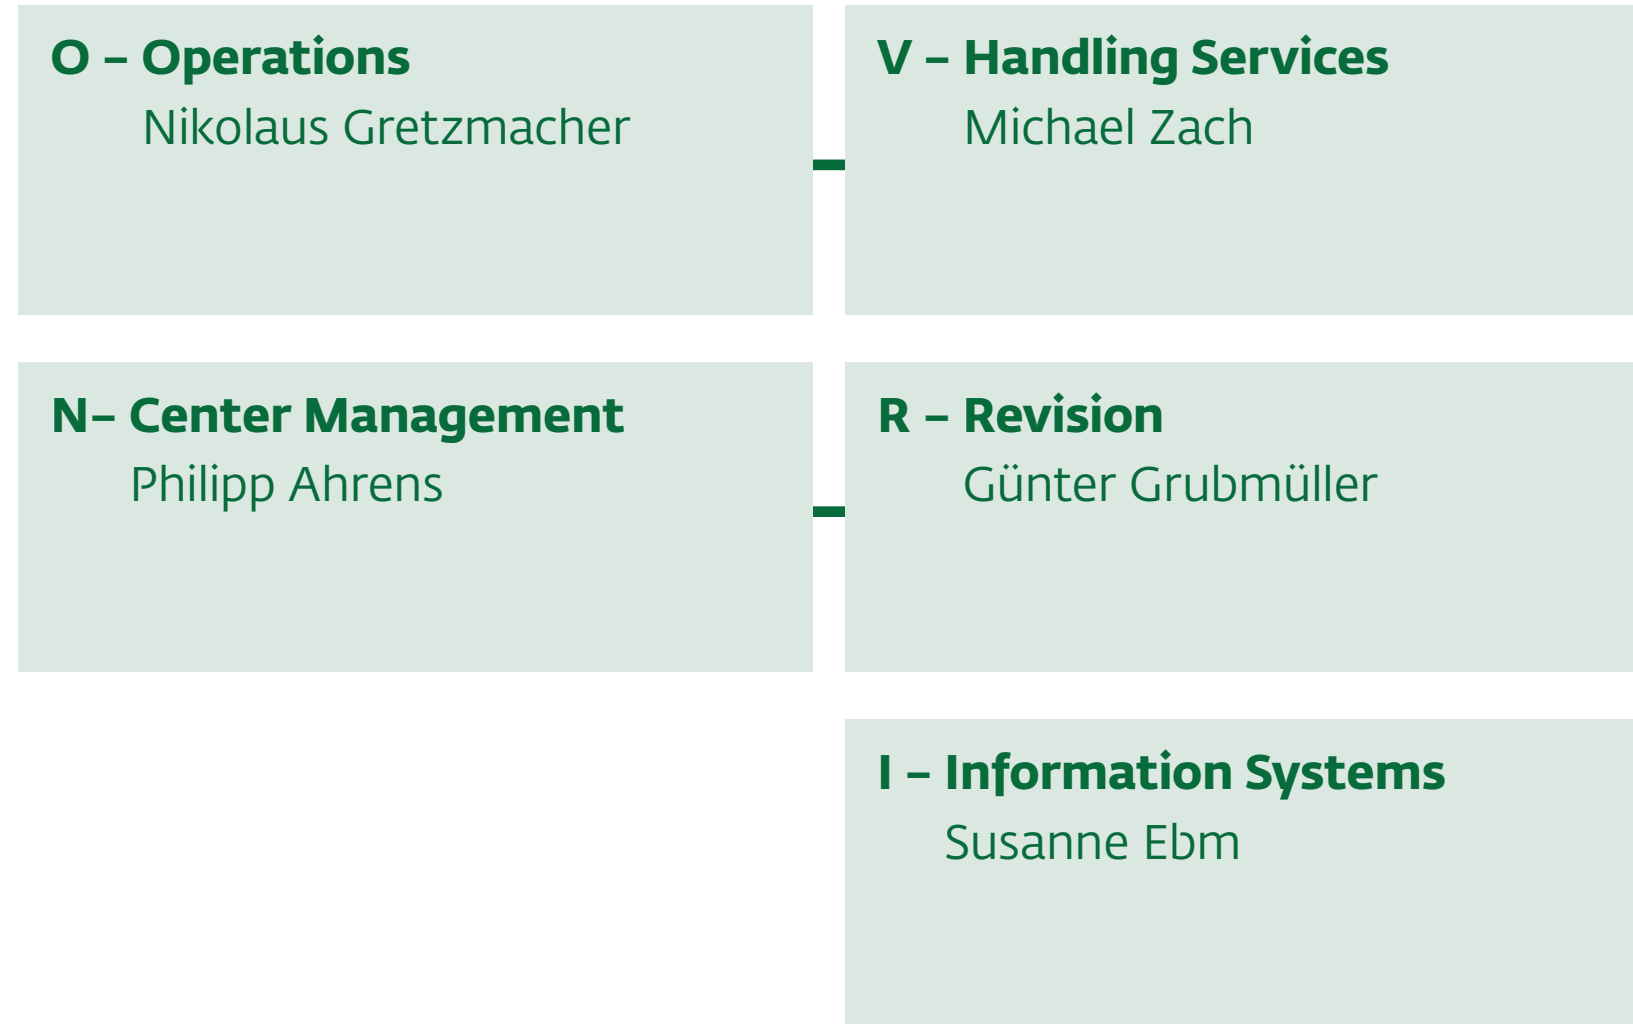 O – Operations
Nikolaus Gretzmacher
V – Handling Services
Michael Zach
N– Center Management
Philipp Ahrens
R – Revision
Günter Grubmüller
I – Information Systems
Susanne Ebm